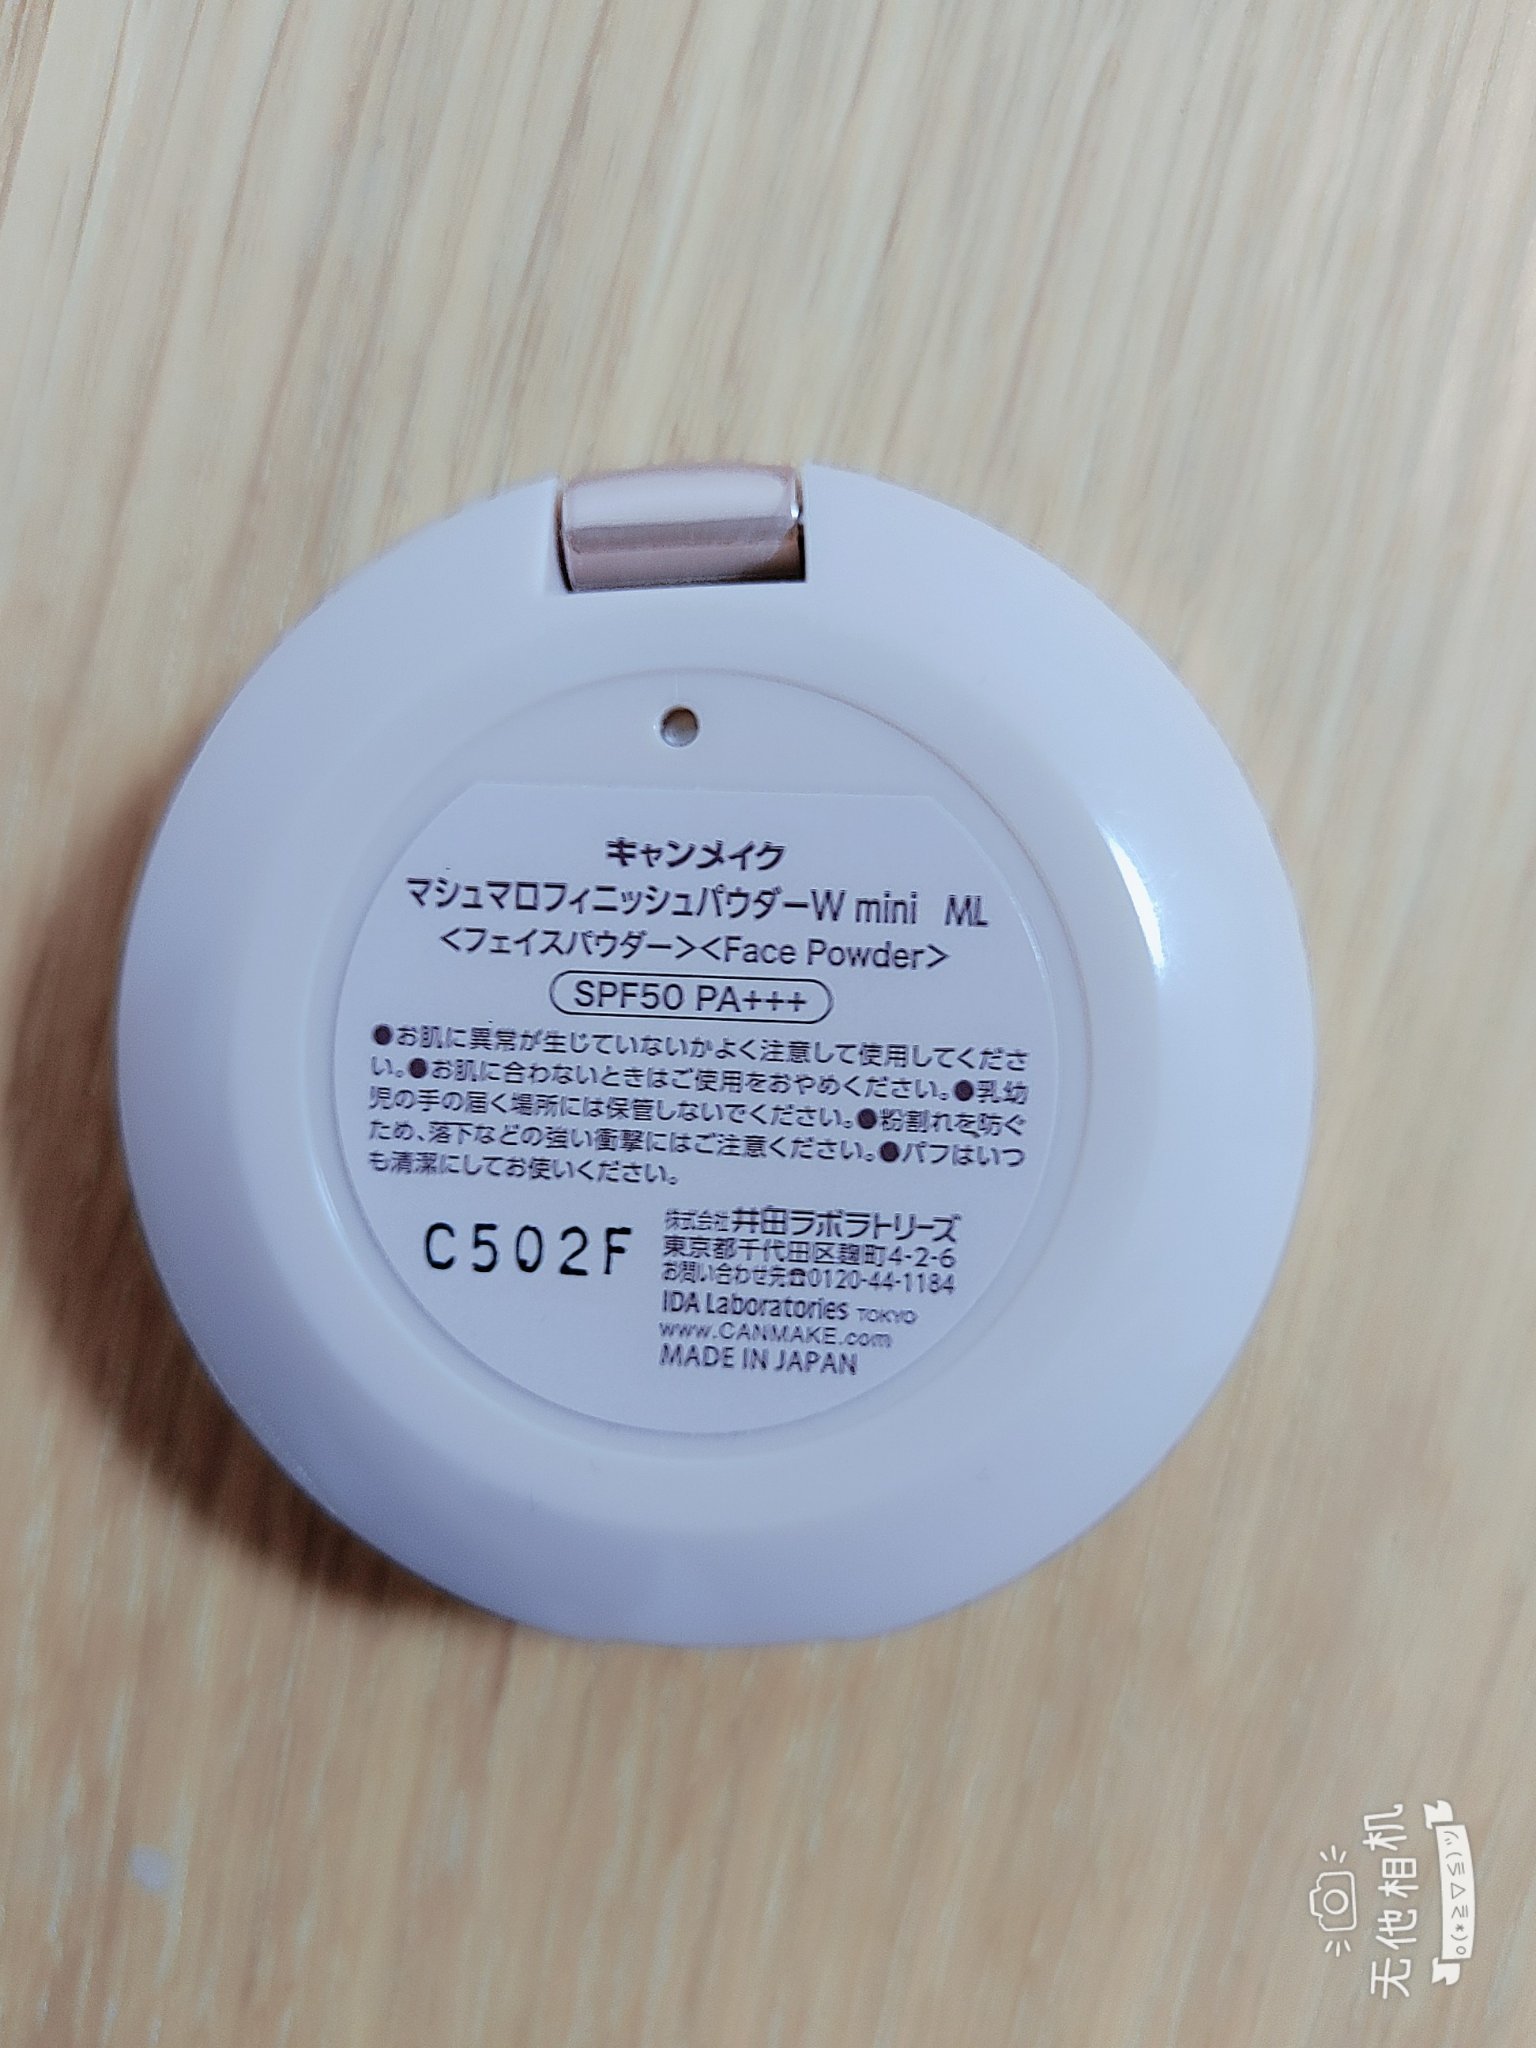 キャンメイク
マシュマロフィニッシュパウダーW mini ML
<フェイスパウダー><Face Powder>
SPF50 PA+++
●お肌に異常が生じていないかよく注意して使用してくださ
い。●お肌に合わないときはご使用をおやめください。●乳幼
児の手の届く場所には保管しないでください。●粉割れを防ぐ
ため、落下などの強い衝撃にはご注意ください。●パフはいつ
も清潔にしてお使いください。
C502F
株式会社井田ラボラトリーズ
東京都千代田区麹町4-2-6
お問い合わせ先☎0120-44-1184
IDA Laboratories TOKYO
www.CANMAKE.com
MADE IN JAPAN
无他相机